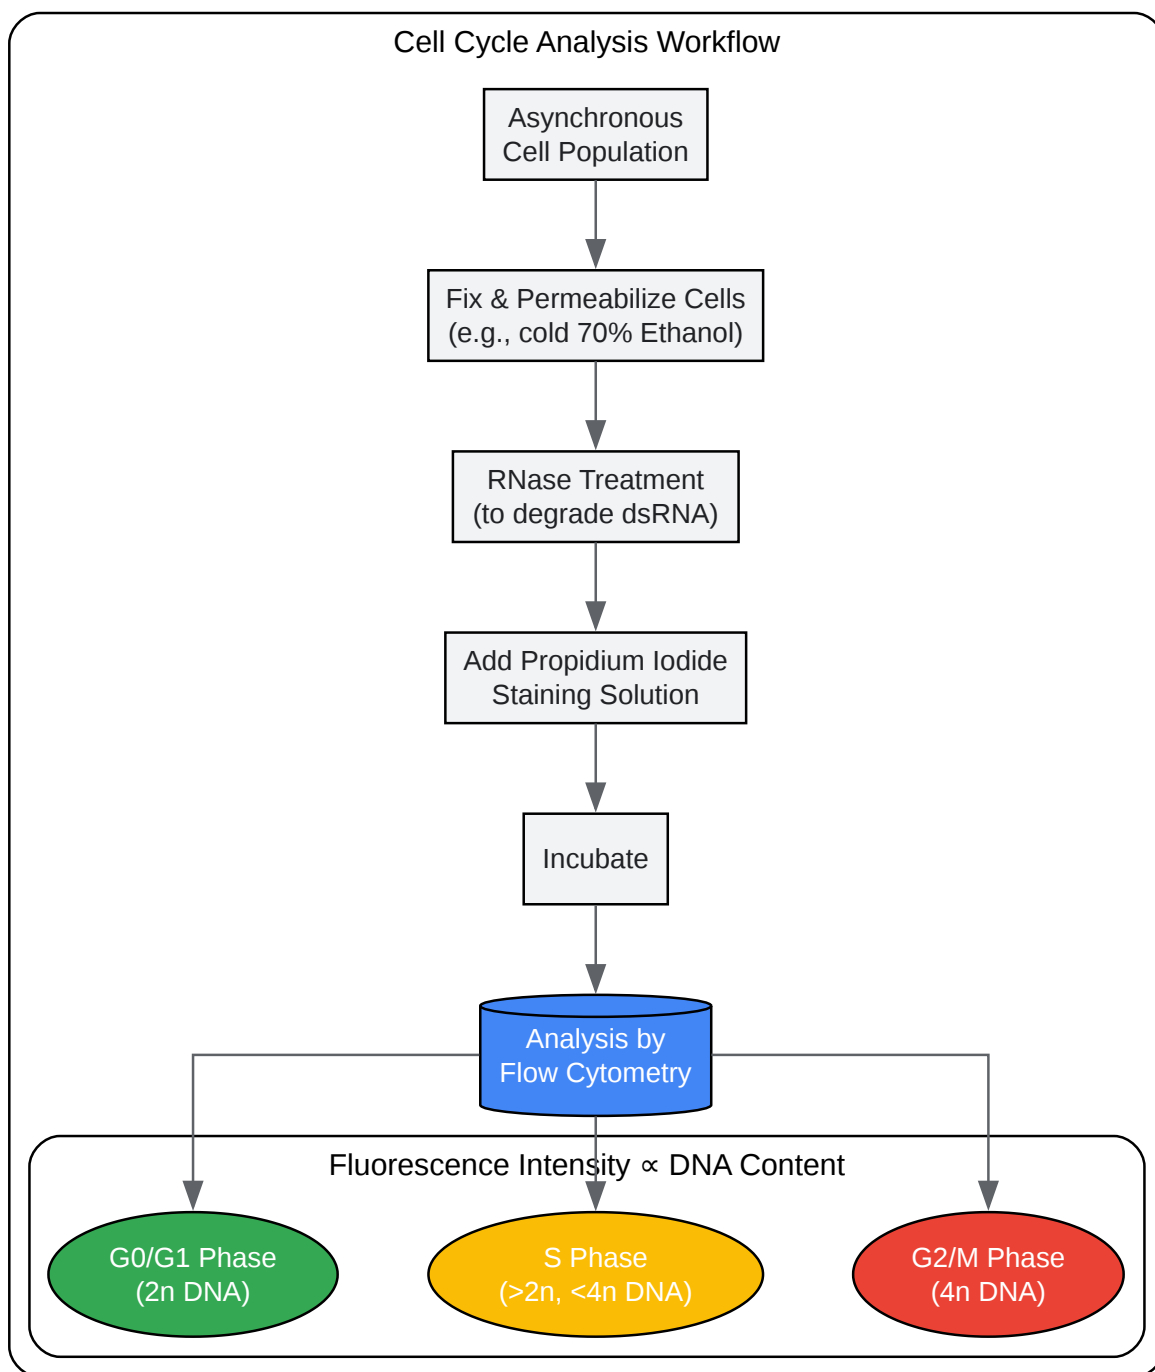 Cell Cycle Analysis Workflow
Asynchronous
Cell Population
Fix & Permeabilize Cells
(e.g., cold 70% Ethanol)
RNase Treatment
(to degrade dsRNA)
Add Propidium Iodide
Staining Solution
Incubate
Analysis by
Flow Cytometry
Fluorescence Intensity ∝ DNA Content
G0/G1 Phase
(2n DNA)
S Phase
(>2n, <4n DNA)
G2/M Phase
(4n DNA)